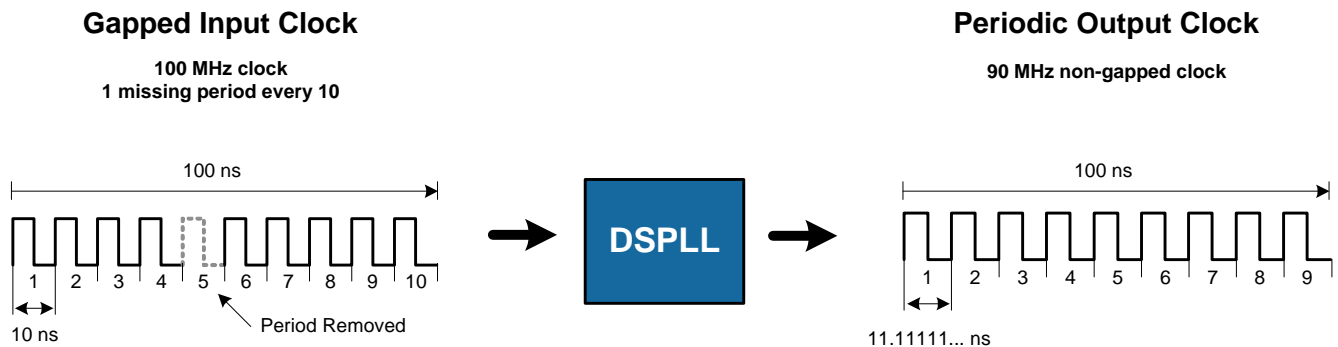 Gapped Input Clock
100 MHz clock
1 missing period every 10
100 ns
1 2 3 4 5 6 7 8 9 10
10 ns
Period Removed
DSPLL
Periodic Output Clock
90 MHz non-gapped clock
100 ns
1 2 3 4 5 6 7 8 9
11.11111... ns